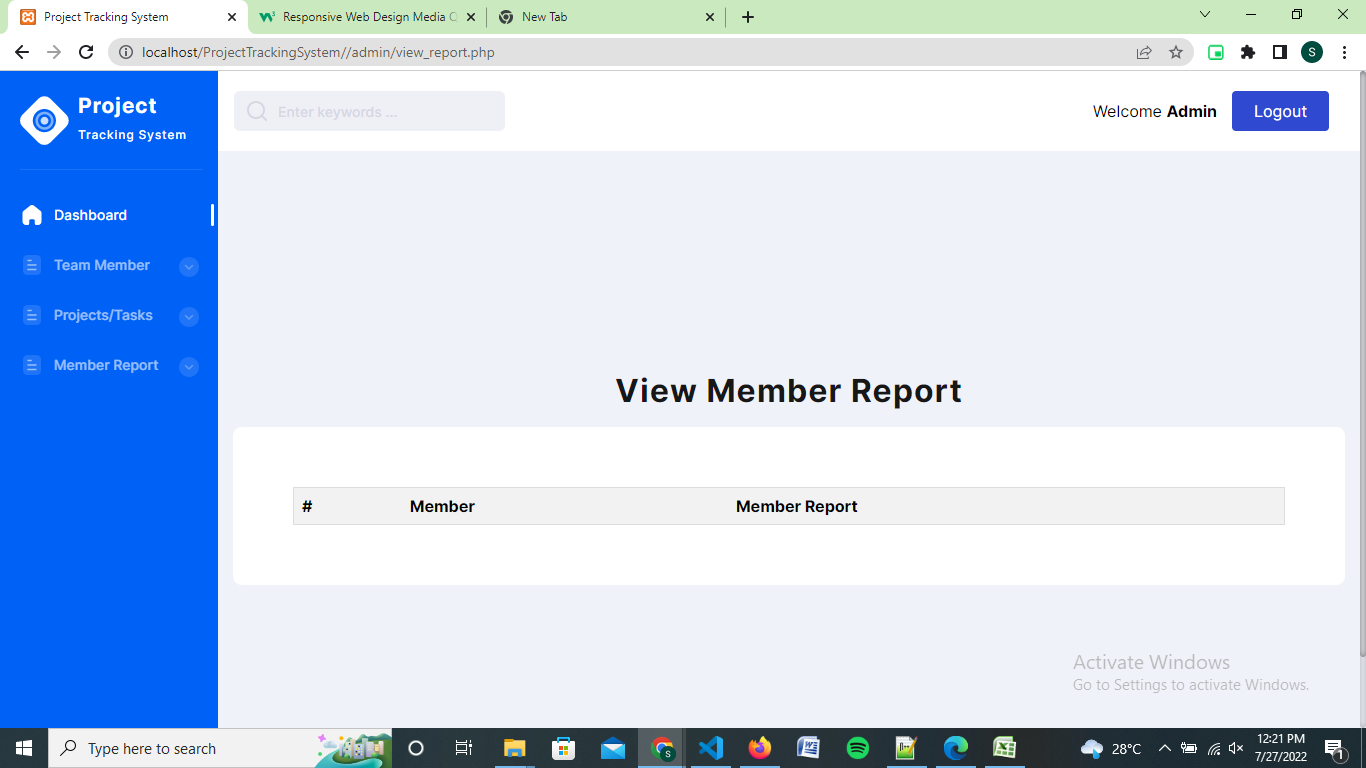 Project Tracking System
Responsive Web Design Media Q
New Tab
localhost/ProjectTrackingSystem//admin/view_report.php
S
Project
Tracking System
Enter keywords ...
Welcome Admin
Logout
Dashboard
Team Member
Projects/Tasks
Member Report
View Member Report
# Member Member Report
Activate Windows
Go to Settings to activate Windows.
Type here to search
28°C
12:21 PM
7/27/2022
1